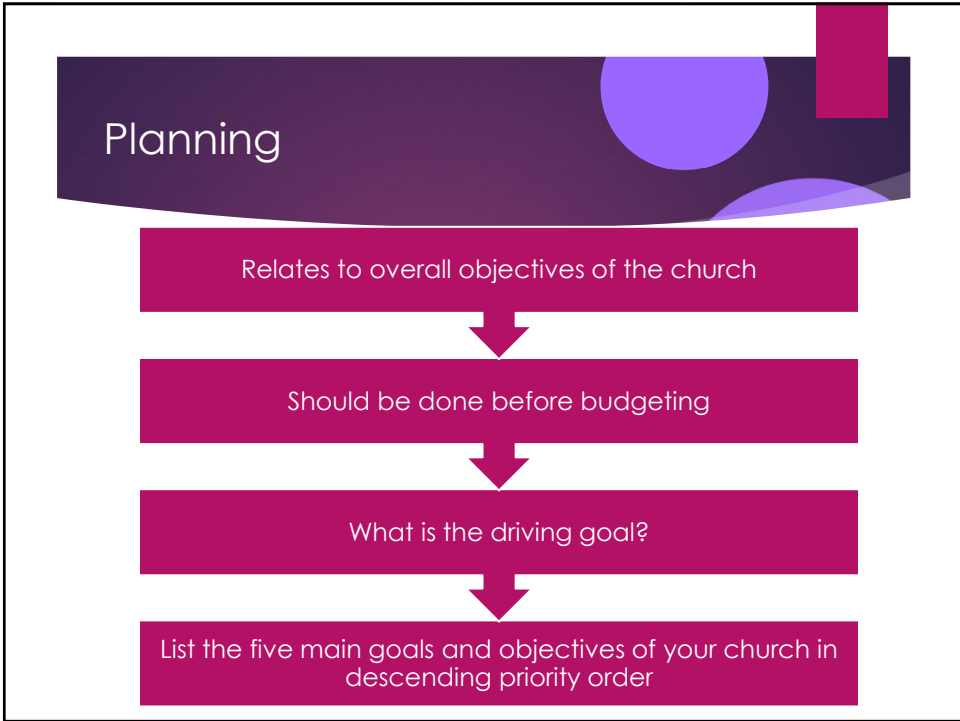 Planning
Relates to overall objectives of the church
Should be done before budgeting
What is the driving goal?
List the five main goals and objectives of your church in
descending priority order